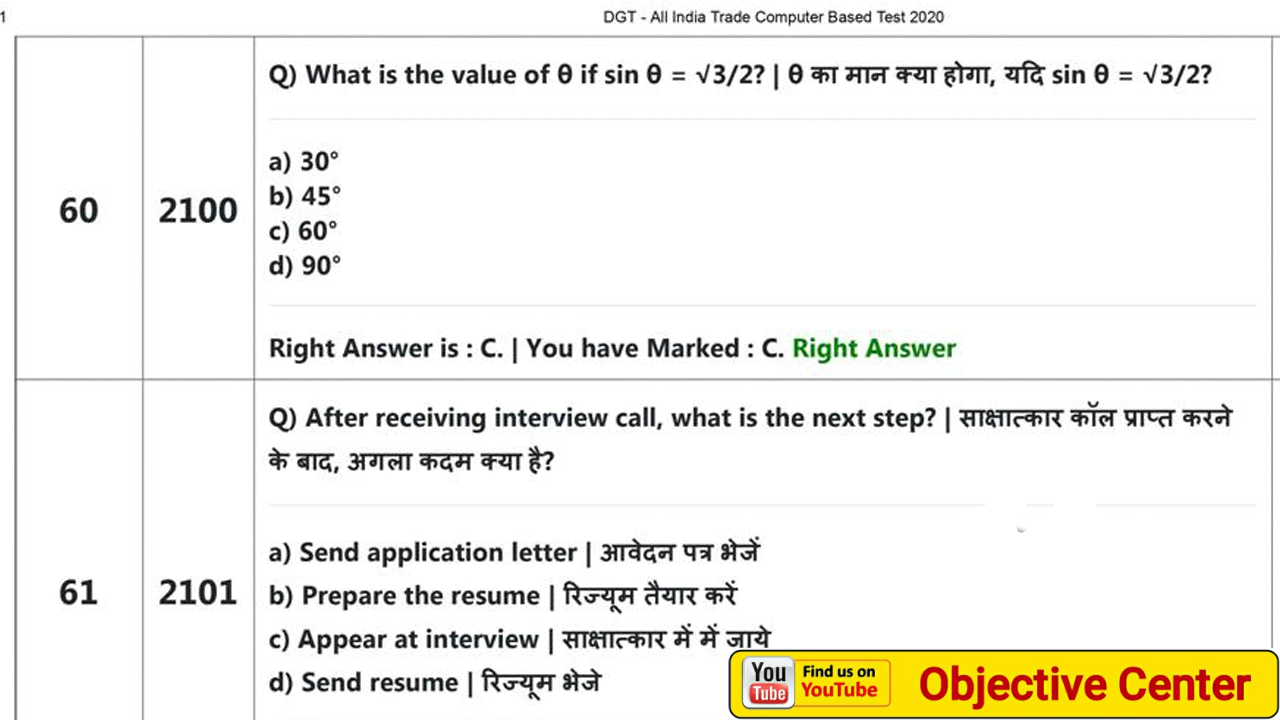 1
DGT - All India Trade Computer Based Test 2020
Q) What is the value of θ if sin θ = √3/2? | θ का मान क्या होगा, यदि sin θ = √3/2?
60
2100
a) 30°
b) 45°
c) 60°
d) 90°
Right Answer is : C. | You have Marked : C. Right Answer
Q) After receiving interview call, what is the next step? | साक्षात्कार कॉल प्राप्त करने
के बाद, अगला कदम क्या है?
61
2101
a) Send application letter | आवेदन पत्र भेजें
b) Prepare the resume | रिज्यूम तैयार करें
c) Appear at interview | साक्षात्कार में में जाये
d) Send resume | रिज्यूम भेजे
You
Tube
Find us on
YouTube
Objective Center